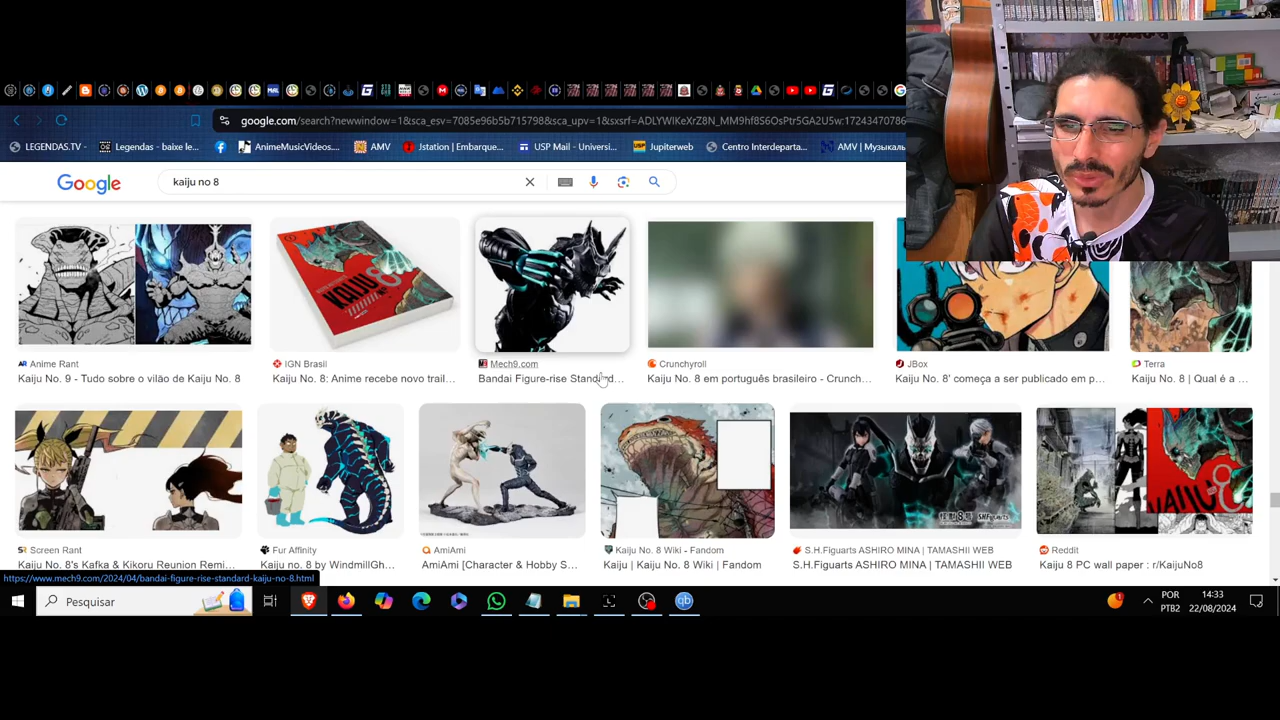 google.com/search?newwindow=1&sca_esv=7085e96b5b715798&sca_upv=1&sxsrf=ADLYWIKeXrZ8N_MM9hf8S6OsPtr5GA2U5w:17243470786
LEGENDAS.TV
Legendas - baixe le...
AnimeMusicVideos....
AMV
Jstation | Embarque...
USP Mail - Universi...
Jupiterweb
Centro Interdeparta...
AMV | Музыкаль
Google
kaiju no 8
Anime Rant
Kaiju No. 9 - Tudo sobre o vilão de Kaiju No. 8
IGN Brasil
Kaiju No. 8: Anime recebe novo trail...
Mech9.com
Bandai Figure-rise Standard...
Crunchyroll
Kaiju No. 8 em português brasileiro - Crunch...
JBox
Kaiju No. 8' começa a ser publicado em p...
Terra
Kaiju No. 8 | Qual é a ...
Screen Rant
Kaiju No. 8's Kafka & Kikoru Reunion Remi...
Fur Affinity
kaiju no. 8 by WindmillGh...
AmiAmi
AmiAmi [Character & Hobby S...
Kaiju No. 8 Wiki - Fandom
Kaiju | Kaiju No. 8 Wiki | Fandom
S.H.Figuarts ASHIRO MINA | TAMASHII WEB
S.H.Figuarts ASHIRO MINA | TAMASHII WEB
Reddit
Kaiju 8 PC wall paper : r/KaijuNo8
https://www.mech9.com/2024/04/bandai-figure-rise-standard-kaiju-no-8.html
Pesquisar
POR
PTB2
14:33
22/08/2024